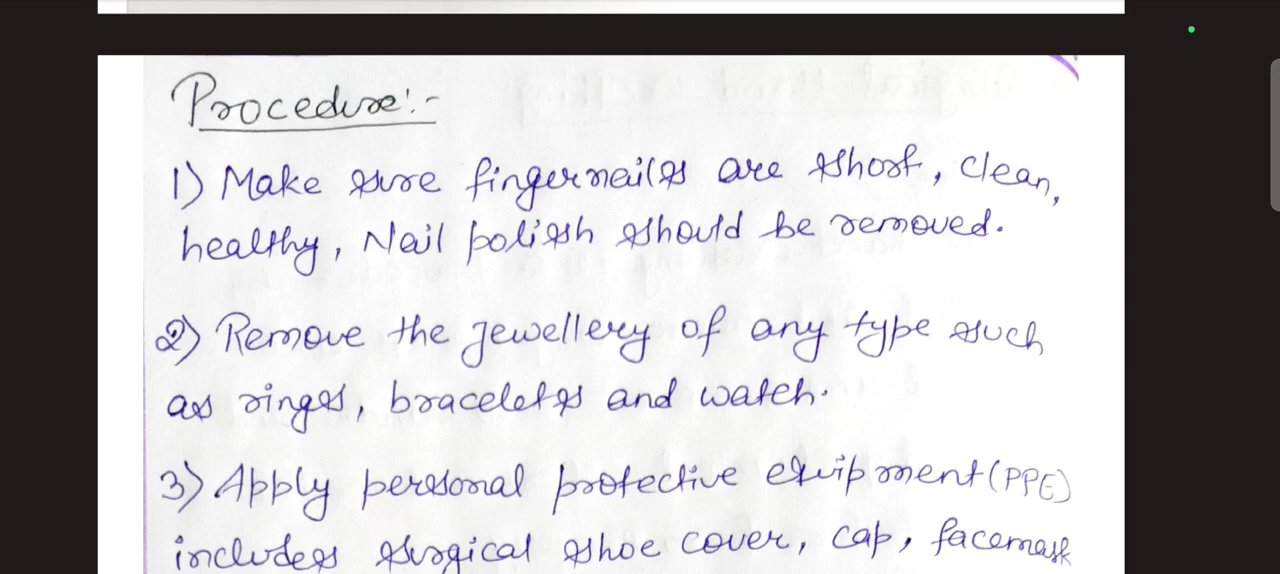 Procedure:-
1) Make sure fingernails are short, clean,
healthy, Nail polish should be removed.
2) Remove the jewellery of any type such
as ringes, bracelets and watch.
3) Apply personal protective equipment (PPE)
includes surgical shoe cover, cap, facemask